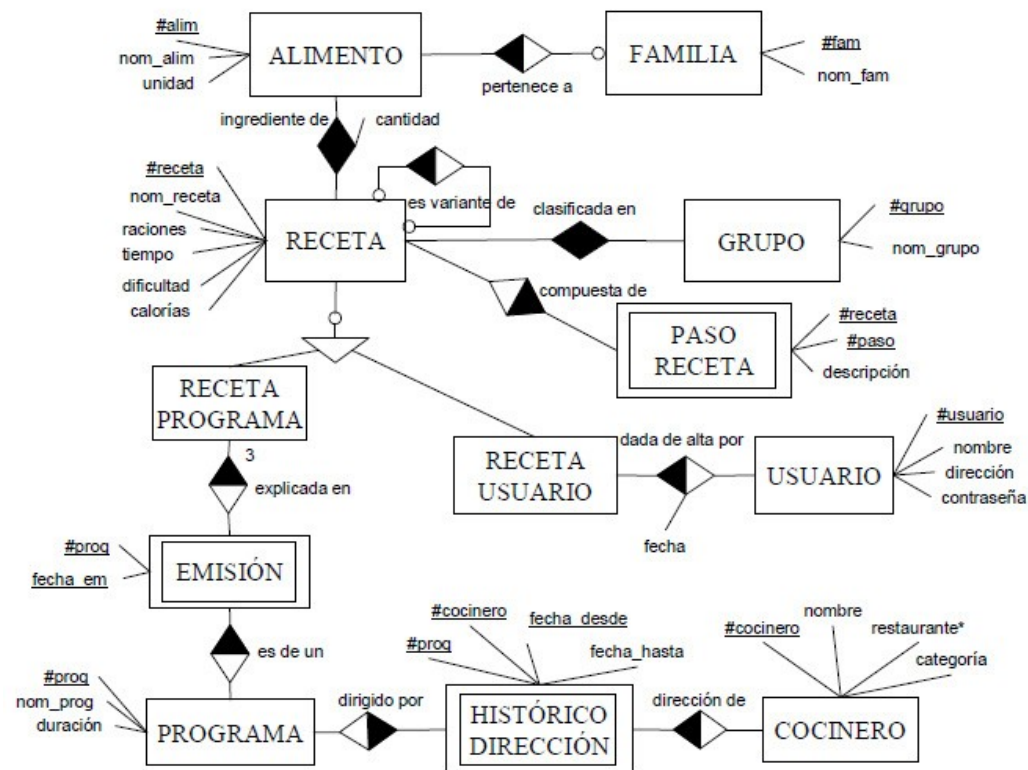 #alim
nom_alim
unidad
ALIMENTO
pertenece a
FAMILIA
#fam
nom_fam
ingrediente de
cantidad
#receta
nom_receta
raciones
tiempo
dificultad
calorías
RECETA
es variante de
clasificada en
GRUPO
#grupo
nom_grupo
compuesta de
PASO
RECETA
#receta
#paso
descripción
RECETA
PROGRAMA
3
explicada en
RECETA
USUARIO
dada de alta por
fecha
USUARIO
#usuario
nombre
dirección
contraseña
#prog
fecha_em
EMISIÓN
es de un
#prog
nom_prog
duración
PROGRAMA
dirigido por
#cocinero
#prog
fecha_desde
fecha_hasta
HISTÓRICO
DIRECCIÓN
dirección de
#cocinero
nombre
restaurante*
categoría
COCINERO